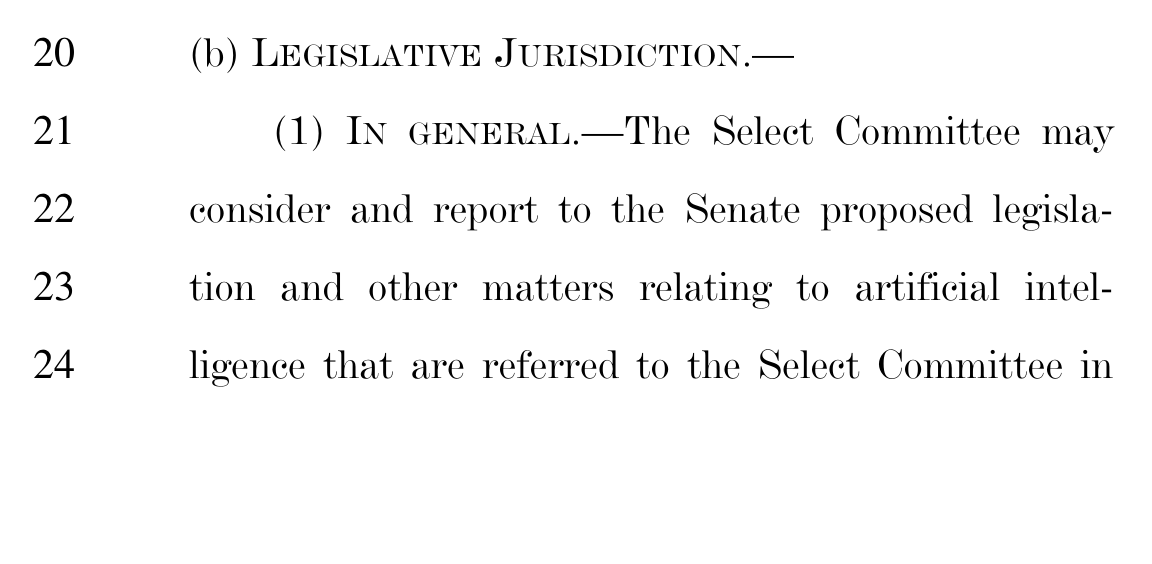 20 (b) LEGISLATIVE JURISDICTION.—
21 (1) IN GENERAL.—The Select Committee may
22 consider and report to the Senate proposed legisla-
23 tion and other matters relating to artificial intel-
24 ligence that are referred to the Select Committee in